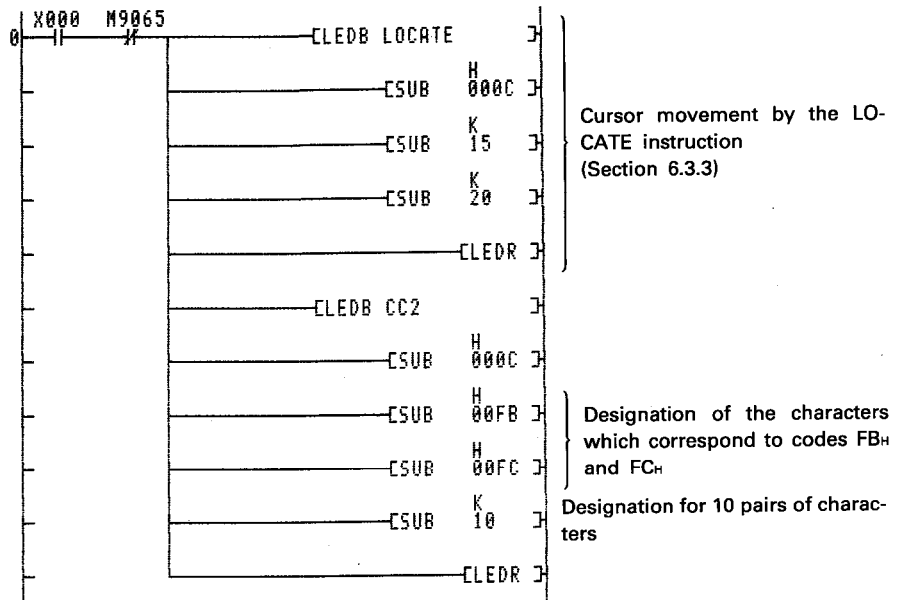 X000 M9065
0 [LEDB LOCATE ]
H
[SUB 000C ]
K
[SUB 15 ]
K
[SUB 20 ]
[LEDR ]
Cursor movement by the LO-
CATE instruction
(Section 6.3.3)
[LEDB CC2 ]
H
[SUB 000C ]
H
[SUB 00FB ]
H
[SUB 00FC ]
Designation of the characters
which correspond to codes FBH
and FCH
K
[SUB 10 ]
Designation for 10 pairs of charac-
ters
[LEDR ]